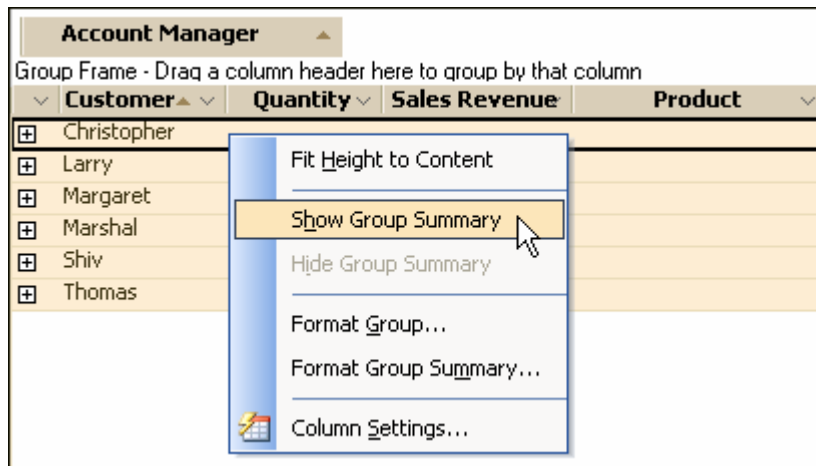 Account Manager
Group Frame - Drag a column header here to group by that column
Customer Quantity Sales Revenue Product
Christopher
Larry
Margaret
Marshal
Shiv
Thomas
Fit Height to Content
Show Group Summary
Hide Group Summary
Format Group...
Format Group Summary...
Column Settings...